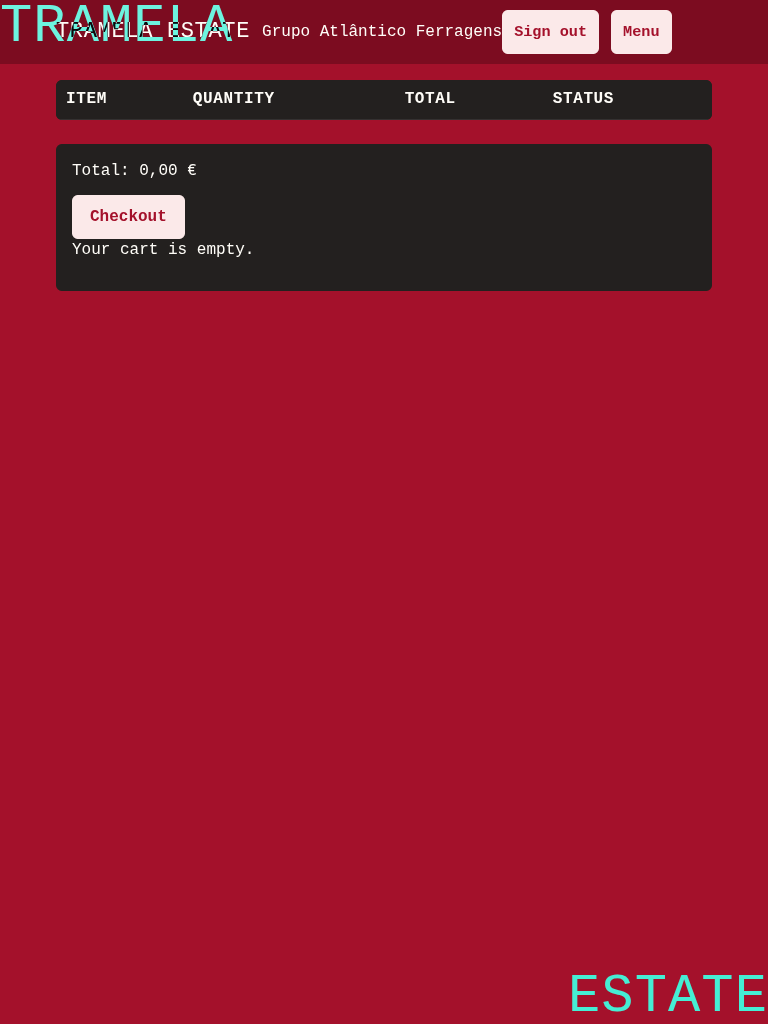 TRAMELA
TRAMELA ESTATE Grupo Atlântico Ferragens Sign out Menu
ITEM QUANTITY TOTAL STATUS
Total: 0,00 €
Checkout
Your cart is empty.
ESTATE